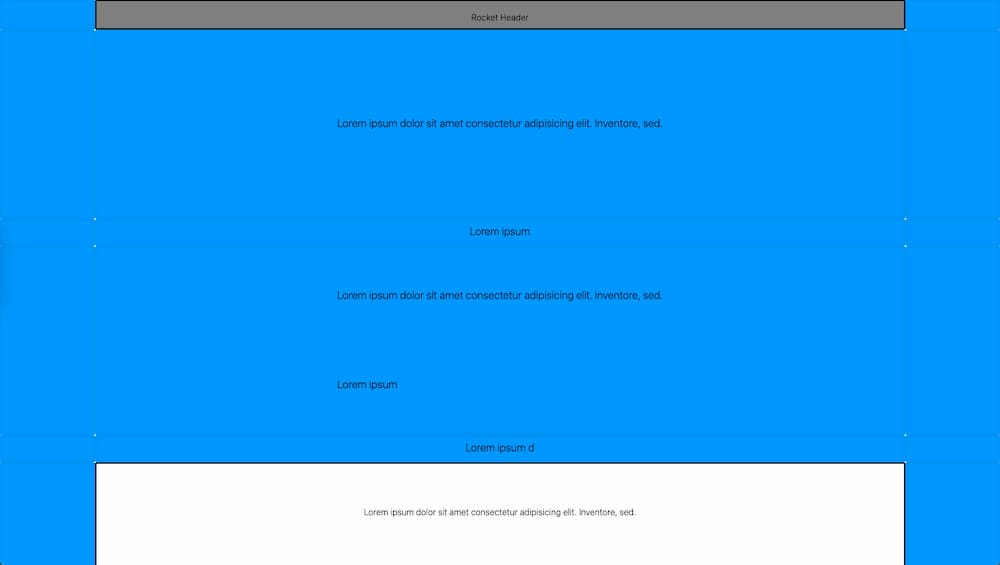 Rocket Header
Lorem ipsum dolor sit amet consectetur adipisicing elit. Inventore, sed.
Lorem ipsum
Lorem ipsum dolor sit amet consectetur adipisicing elit. Inventore, sed.
Lorem ipsum
Lorem ipsum d
Lorem ipsum dolor sit amet consectetur adipisicing elit. Inventore, sed.